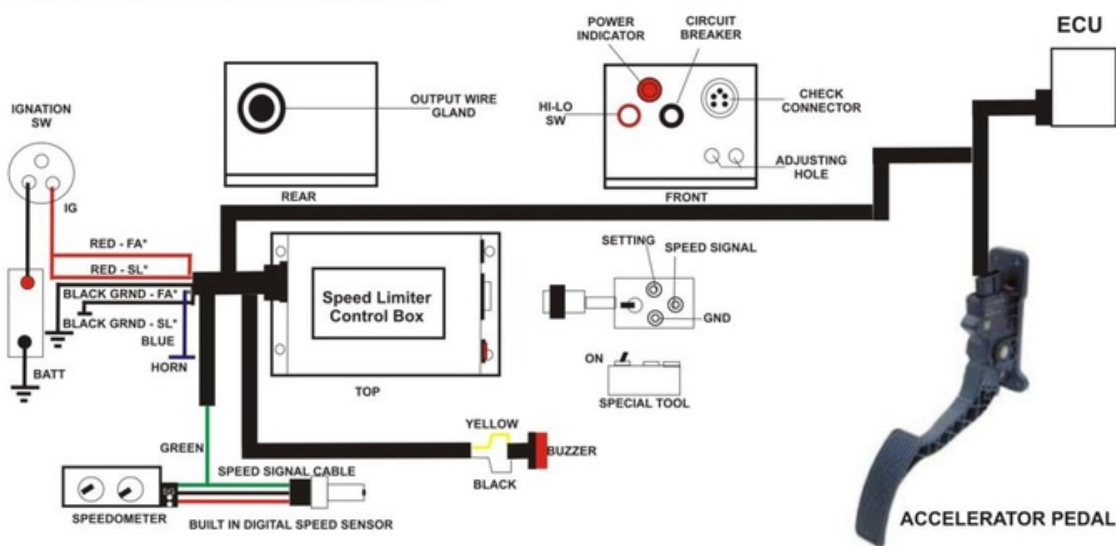 POWER
INDICATOR
CIRCUIT
BREAKER
ECU
IGNATION
SW
OUTPUT WIRE
GLAND
HI-LO
SW
CHECK
CONNECTOR
ADJUSTING
HOLE
IG
REAR
FRONT
RED - FA*
RED - SL*
BLACK GRND - FA*
BLACK GRND - SL*
BLUE
HORN
BATT
Speed Limiter
Control Box
TOP
SETTING
SPEED SIGNAL
GND
ON
SPECIAL TOOL
YELLOW
BUZZER
BLACK
GREEN
SPEED SIGNAL CABLE
SPEEDOMETER
BUILT IN DIGITAL SPEED SENSOR
ACCELERATOR PEDAL